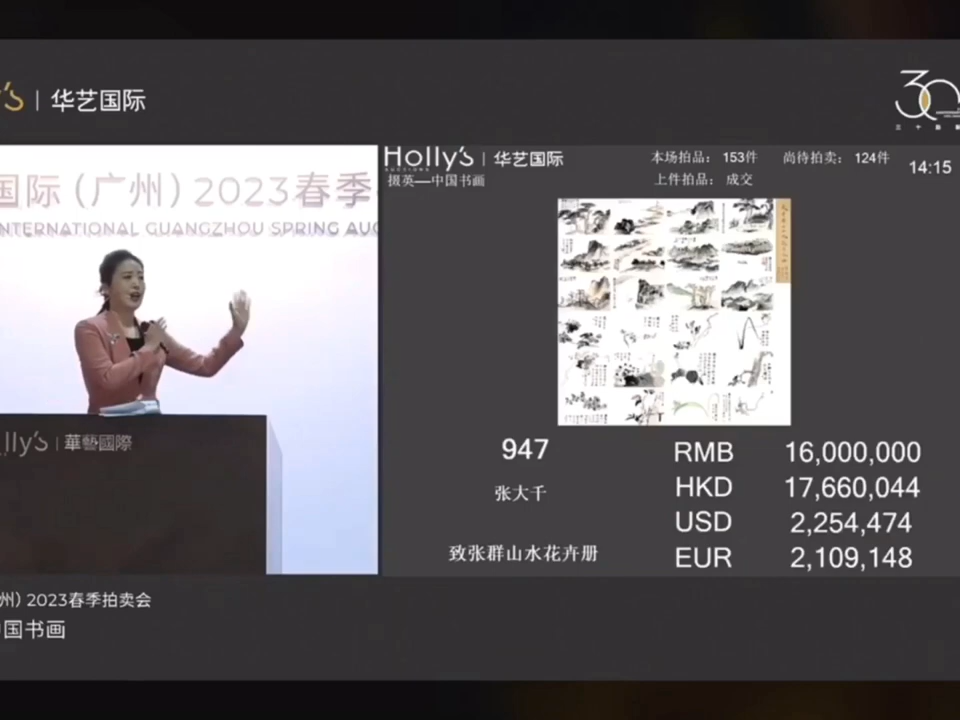 's | 华艺国际
30
国际（广州）2023春季
INTERNATIONAL GUANGZHOU SPRING AUC
lly's | 華藝國際
Holly's | 华艺国际
AUCTIONS
撷英—中国书画
本场拍品： 153件 尚待拍卖： 124件
上件拍品： 成交
14:15
947
张大千
致张群山水花卉册
RMB 16,000,000
HKD 17,660,044
USD 2,254,474
EUR 2,109,148
州）2023春季拍卖会
中国书画